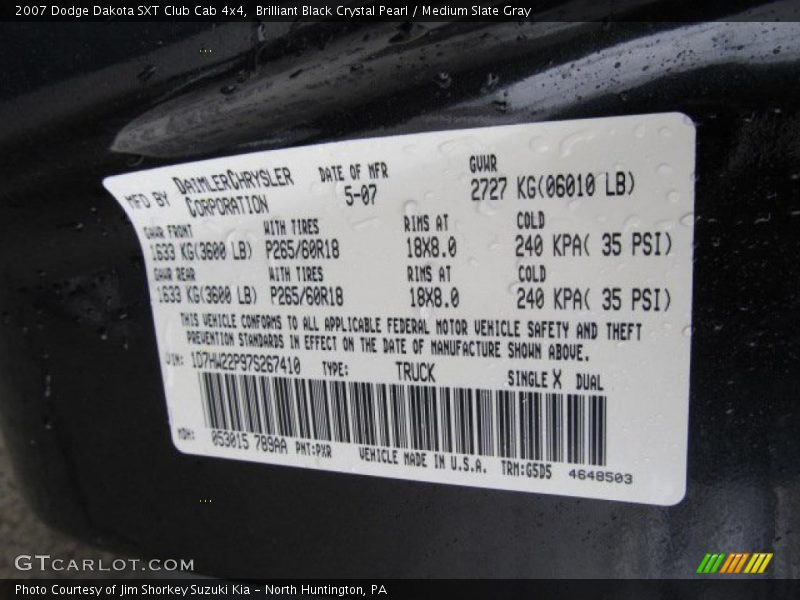 2007 Dodge Dakota SXT Club Cab 4x4, Brilliant Black Crystal Pearl / Medium Slate Gray
MFD BY DAIMLERCHRYSLER CORPORATION
DATE OF MFR 5-07
GVWR 2727 KG(06010 LB)
GAWR FRONT WITH TIRES RIMS AT COLD
1633 KG(3600 LB) P265/60R18 18X8.0 240 KPA( 35 PSI)
GAWR REAR WITH TIRES RIMS AT COLD
1633 KG(3600 LB) P265/60R18 18X8.0 240 KPA( 35 PSI)
THIS VEHICLE CONFORMS TO ALL APPLICABLE FEDERAL MOTOR VEHICLE SAFETY AND THEFT
PREVENTION STANDARDS IN EFFECT ON THE DATE OF MANUFACTURE SHOWN ABOVE.
VIN: 1D7HW22P97S267410 TYPE: TRUCK SINGLE X DUAL
MDH: 053015 789AA PNT:PXR VEHICLE MADE IN U.S.A. TRM:G5D5 4648503
GTCARLOT.COM
Photo Courtesy of Jim Shorkey Suzuki Kia – North Huntington, PA